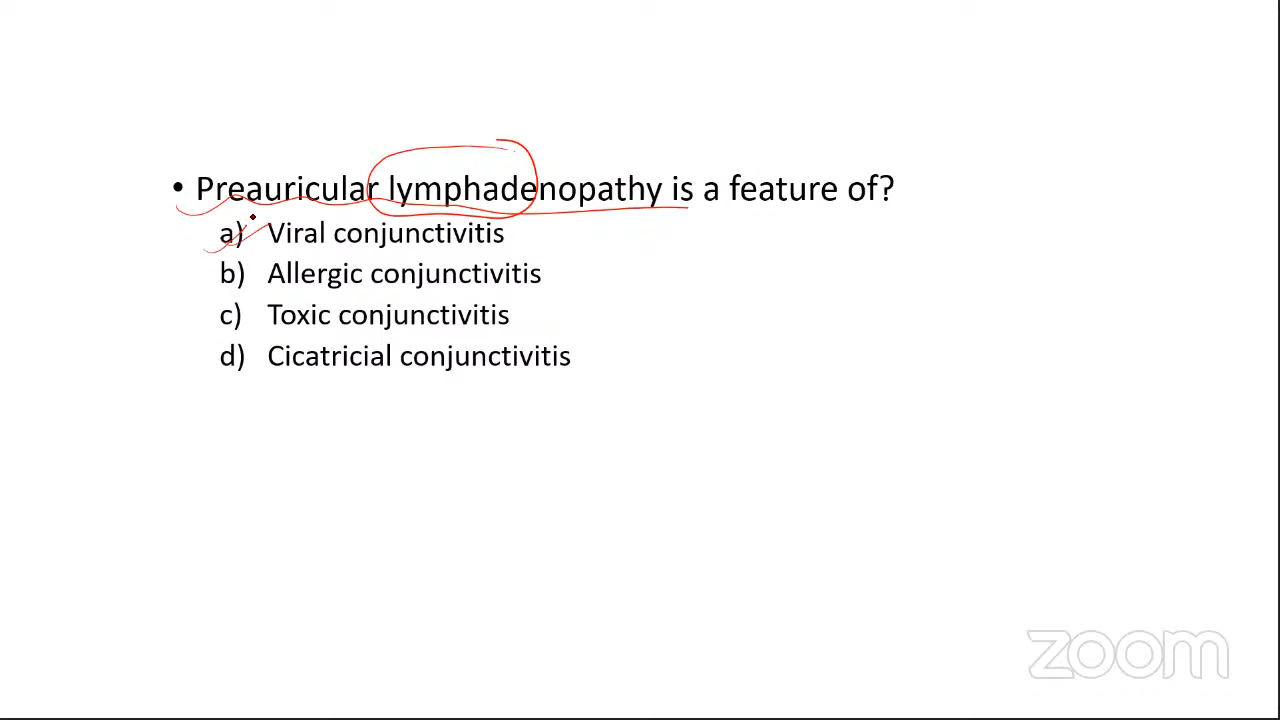 • Preauricular lymphadenopathy is a feature of?
a) Viral conjunctivitis
b) Allergic conjunctivitis
c) Toxic conjunctivitis
d) Cicatricial conjunctivitis
zoom